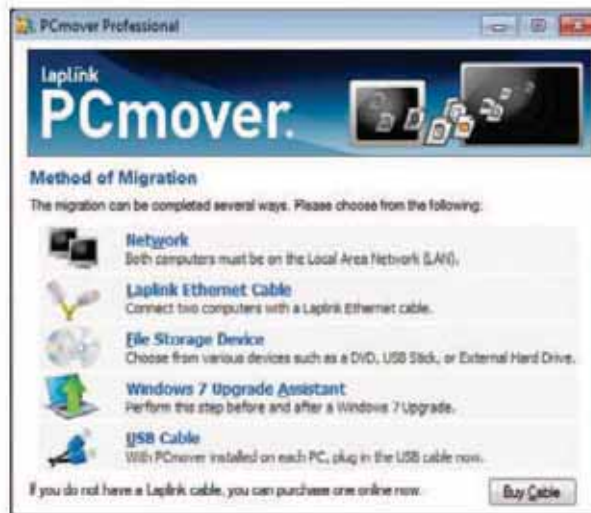 PCmover Professional
laplink
PCmover.
Method of Migration
The migration can be completed several ways. Please choose from the following:
Network
Both computers must be on the Local Area Network (LAN).
Laplink Ethernet Cable
Connect two computers with a Laplink Ethernet cable.
File Storage Device
Choose from various devices such as a DVD, USB Stick, or External Hard Drive.
Windows 7 Upgrade Assistant
Perform this step before and after a Windows 7 Upgrade.
USB Cable
With PCmover installed on each PC, plug in the USB cable now.
If you do not have a Laplink cable, you can purchase one online now.
Buy Cable